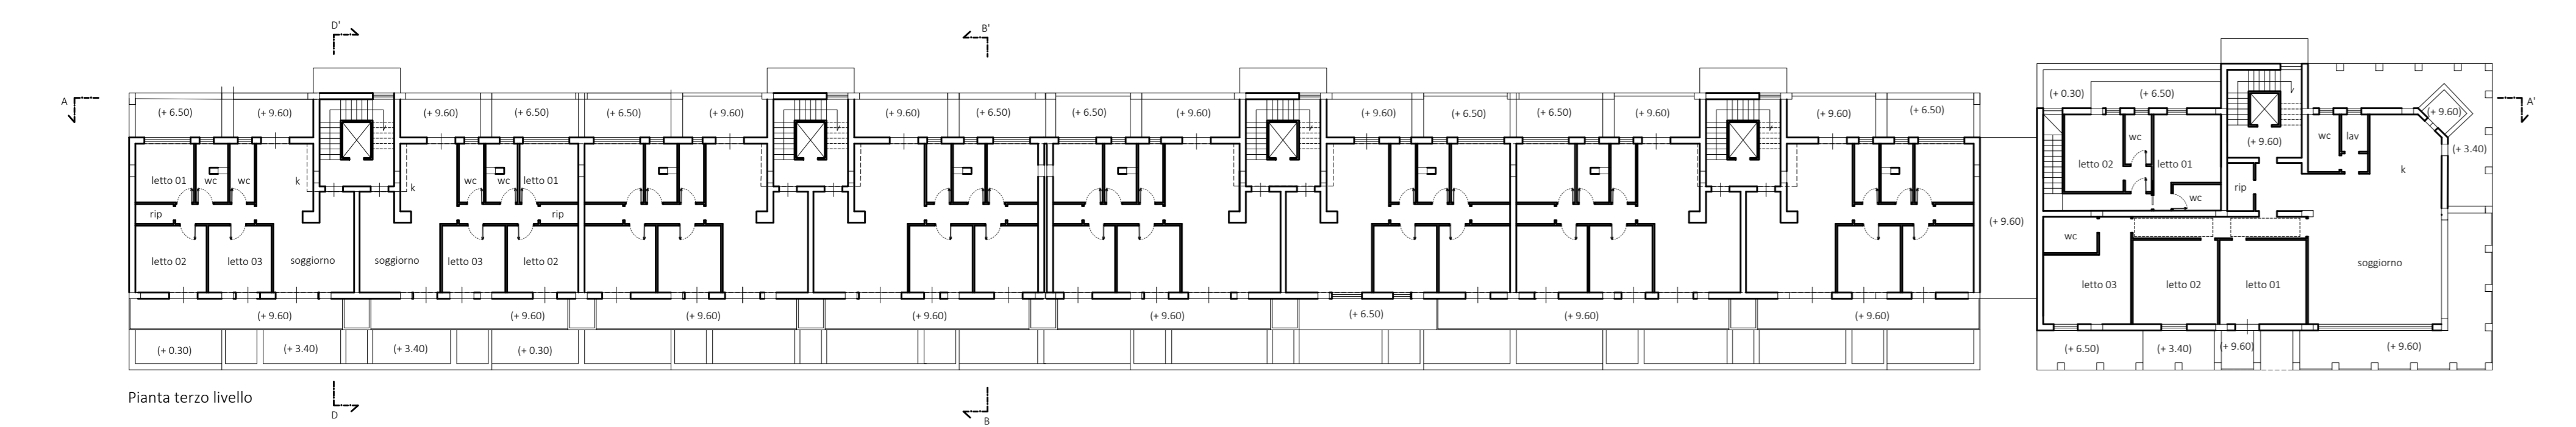 D'
B'
A
A'
(+ 6.50)
(+ 9.60)
(+ 9.60)
(+ 6.50)
(+ 6.50)
(+ 9.60)
(+ 9.60)
(+ 6.50)
(+ 6.50)
(+ 9.60)
(+ 9.60)
(+ 6.50)
(+ 6.50)
(+ 9.60)
(+ 9.60)
(+ 6.50)
(+ 0.30)
(+ 6.50)
(+ 9.60)
(+ 9.60)
(+ 3.40)
letto 01
wc
wc
k
k
wc
wc
letto 01
rip
rip
letto 02
letto 03
soggiorno
soggiorno
letto 03
letto 02
(+ 9.60)
letto 02
wc
letto 01
wc
rip
wc
lav
k
wc
letto 03
letto 02
letto 01
soggiorno
(+ 9.60)
(+ 9.60)
(+ 9.60)
(+ 9.60)
(+ 9.60)
(+ 6.50)
(+ 9.60)
(+ 9.60)
(+ 0.30)
(+ 3.40)
(+ 3.40)
(+ 0.30)
(+ 6.50)
(+ 3.40)
(+ 9.60)
(+ 9.60)
Pianta terzo livello
D
B